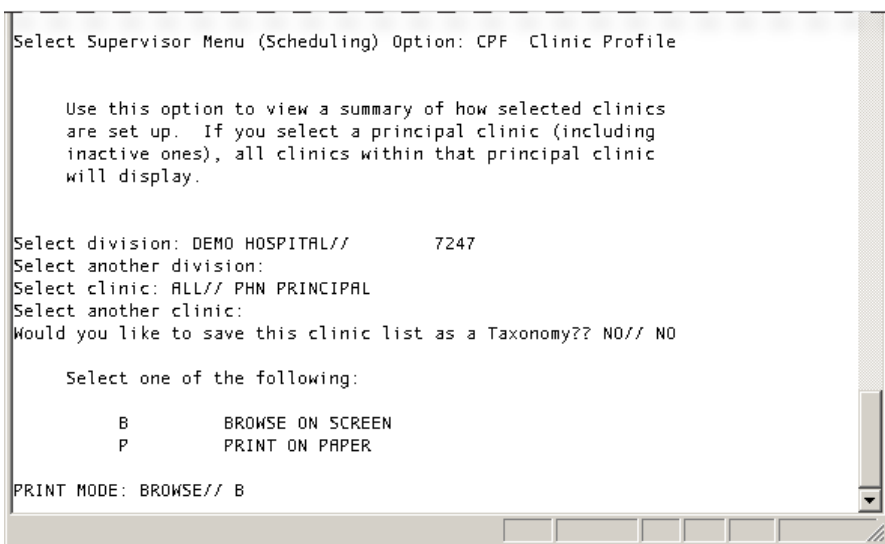 Select Supervisor Menu (Scheduling) Option: CPF  Clinic Profile
Use this option to view a summary of how selected clinics
are set up.  If you select a principal clinic (including
inactive ones), all clinics within that principal clinic
will display.
Select division: DEMO HOSPITAL//         7247
Select another division:
Select clinic: ALL// PHN PRINCIPAL
Select another clinic:
Would you like to save this clinic list as a Taxonomy?? NO// NO
Select one of the following:
B         BROWSE ON SCREEN
P         PRINT ON PAPER
PRINT MODE: BROWSE// B